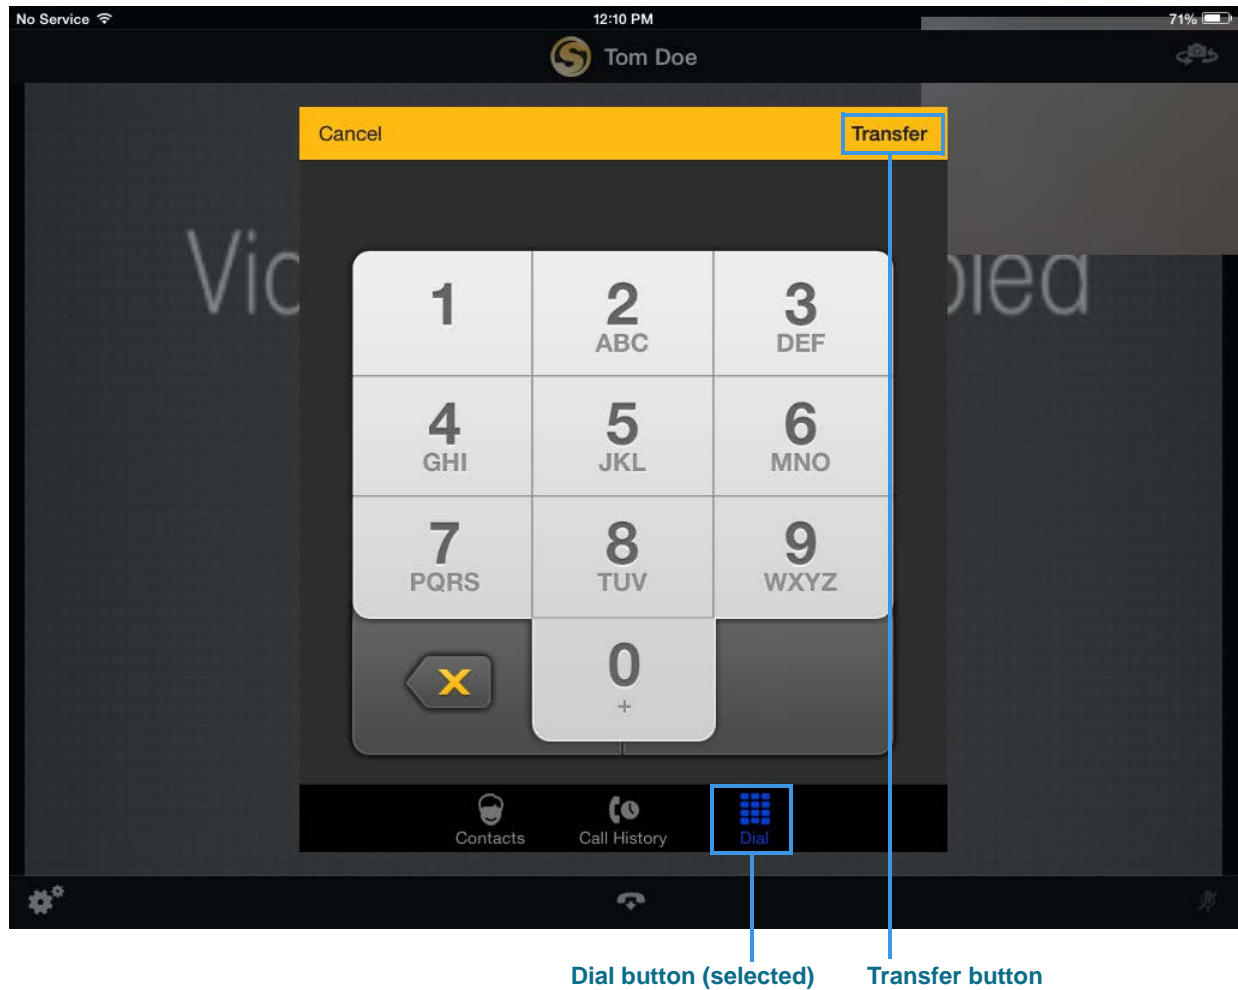 No Service 12:10 PM 71%
Tom Doe
Cancel Transfer
1 2 3
ABC DEF
4 5 6
GHI JKL MNO
7 8 9
PQRS TUV WXYZ
X 0
+
Contacts Call History Dial
Dial button (selected) Transfer button